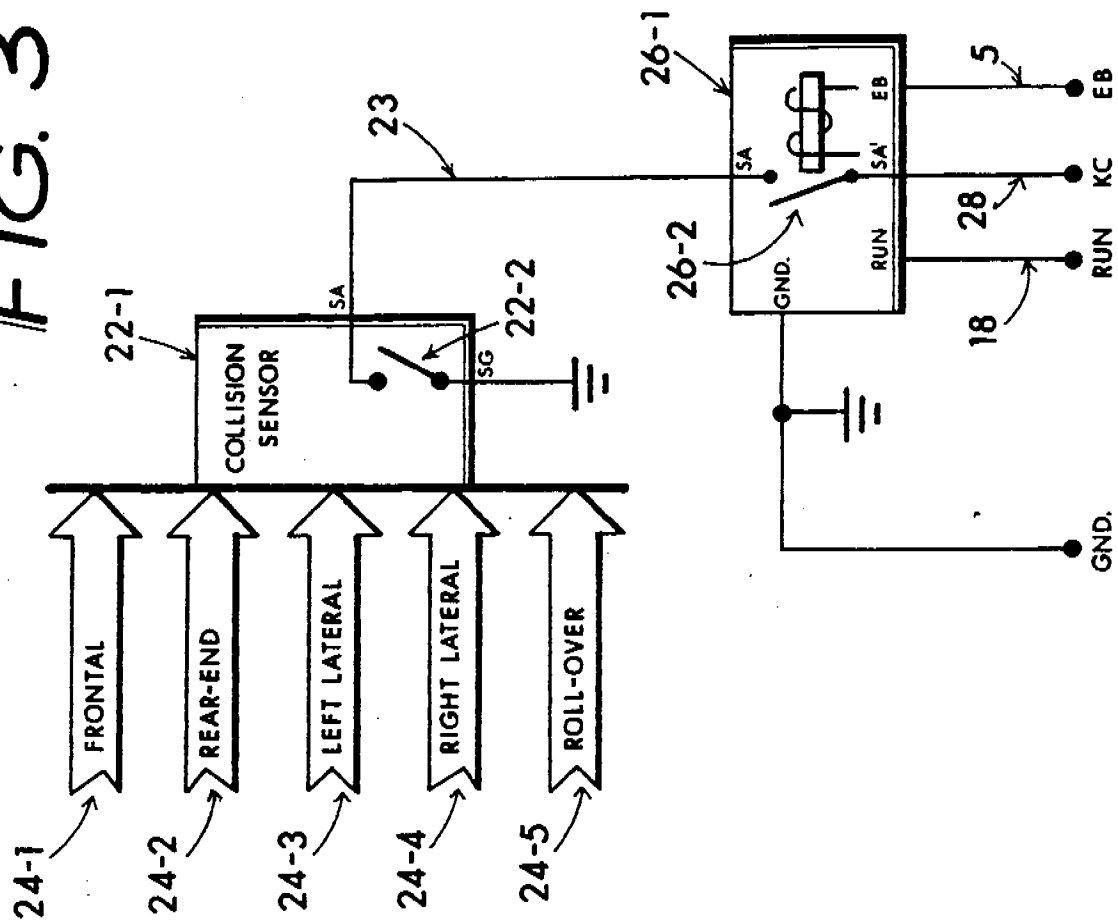 FIG. 3
24-1
FRONTAL
24-2
REAR-END
24-3
LEFT LATERAL
24-4
RIGHT LATERAL
24-5
ROLL-OVER
22-1
COLLISION
SENSOR
SA
22-2
SG
23
26-1
SA
26-2
GND.
RUN
SA'
EB
18
28
5
GND.
RUN
KC
EB